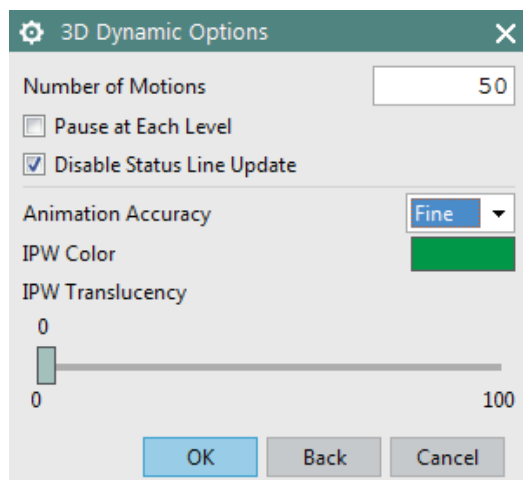 3D Dynamic Options
Number of Motions 50
Pause at Each Level
Disable Status Line Update
Animation Accuracy Fine
IPW Color
IPW Translucency
0
0 100
OK Back Cancel